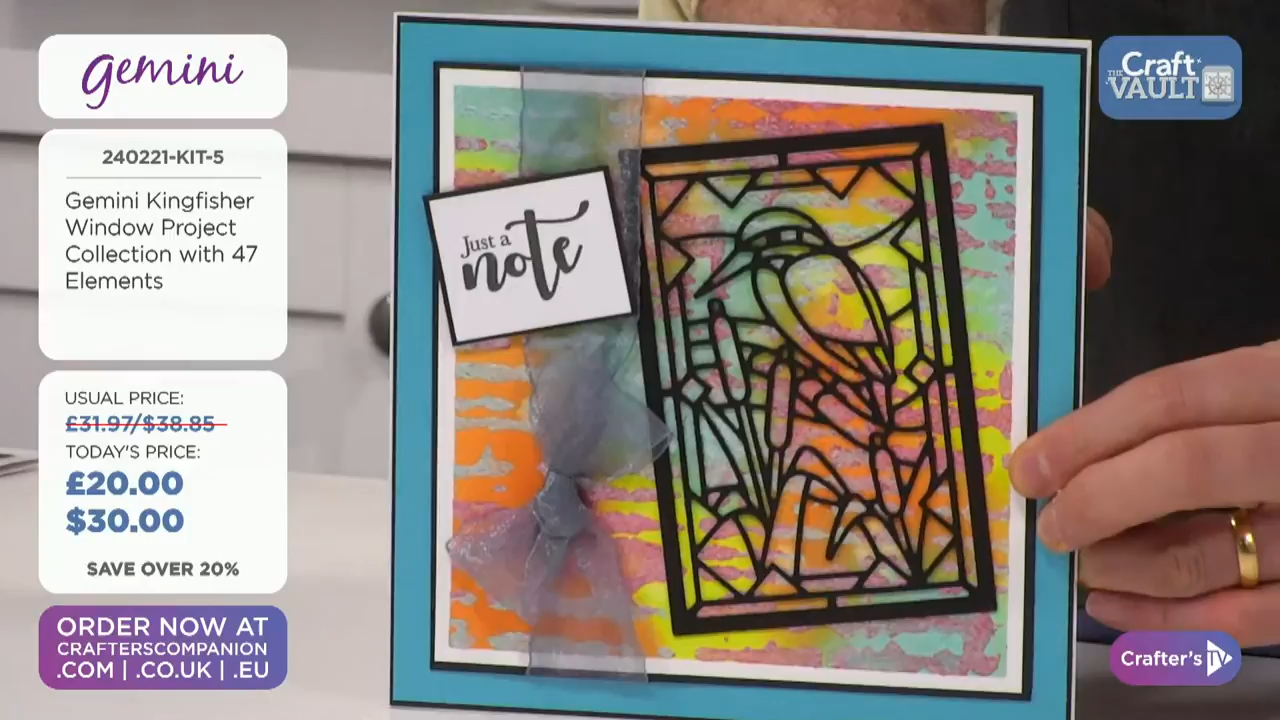 gemini
240221-KIT-5
Gemini Kingfisher
Window Project
Collection with 47
Elements
USUAL PRICE:
£31.97/$38.85
TODAY'S PRICE:
£20.00
$30.00
SAVE OVER 20%
ORDER NOW AT
CRAFTERSCOMPANION
.COM | .CO.UK | .EU
Just a
note
THE Craft
VAULT
Crafter's TV